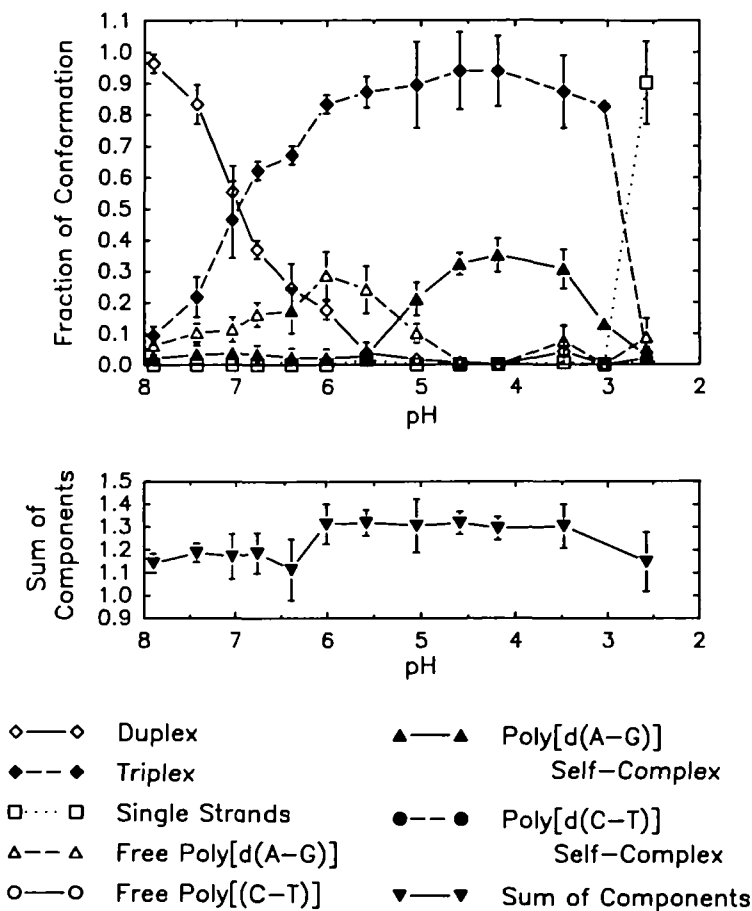 1.1
1.0
0.9
0.8
0.7
0.6
0.5
0.4
0.3
0.2
0.1
0.0
Fraction of Conformation
8 7 6 5 4 3 2
pH
1.5
1.4
1.3
1.2
1.1
1.0
0.9
Sum of
Components
8 7 6 5 4 3 2
pH
Duplex
Triplex
Single Strands
Free Poly[d(A-G)]
Free Poly[(C-T)]
Poly[d(A-G)]
Self-Complex
Poly[d(C-T)]
Self-Complex
Sum of Components